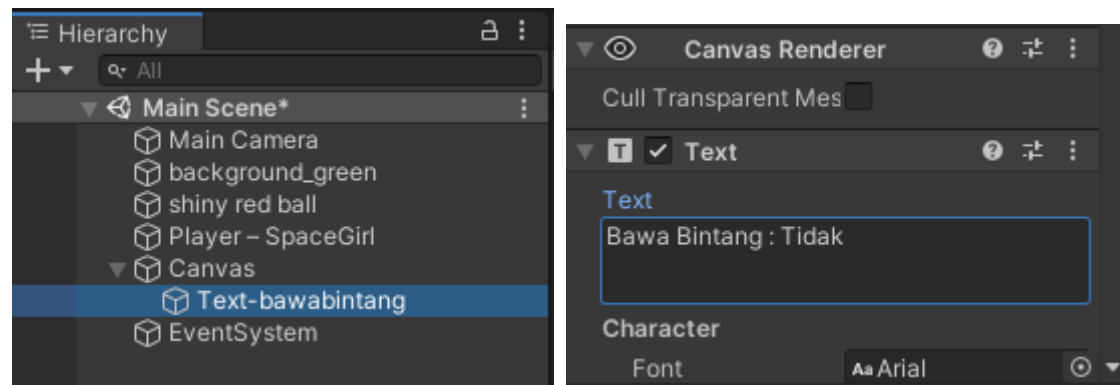 Hierarchy
All
Main Scene*
Main Camera
background_green
shiny red ball
Player – SpaceGirl
Canvas
Text-bawabintang
EventSystem
Canvas Renderer
Cull Transparent Mes
T Text
Text
Bawa Bintang : Tidak
Character
Font Aa Arial